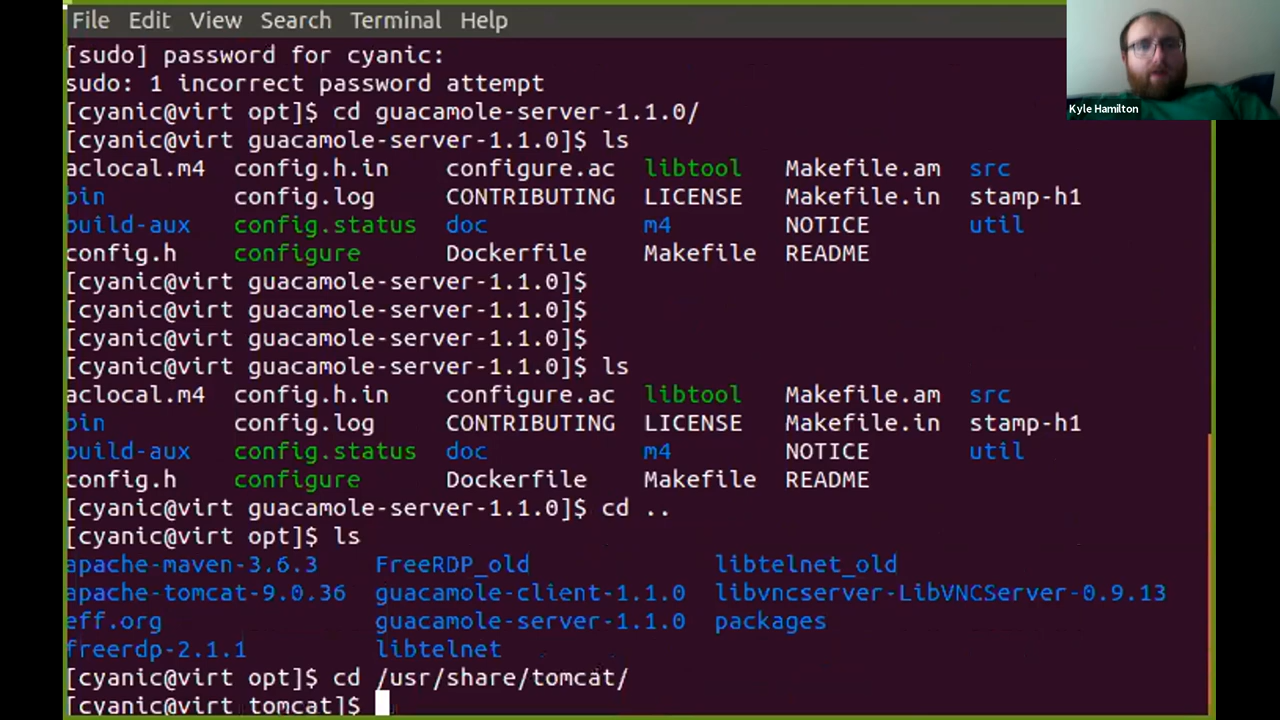 File Edit View Search Terminal Help
[sudo] password for cyanic:
sudo: 1 incorrect password attempt
Kyle Hamilton
[cyanic@virt opt]$ cd guacamole-server-1.1.0/
[cyanic@virt guacamole-server-1.1.0]$ ls
aclocal.m4 config.h.in configure.ac libtool Makefile.am src
bin config.log CONTRIBUTING LICENSE Makefile.in stamp-h1
build-aux config.status doc m4 NOTICE util
config.h configure Dockerfile Makefile README
[cyanic@virt guacamole-server-1.1.0]$
[cyanic@virt guacamole-server-1.1.0]$
[cyanic@virt guacamole-server-1.1.0]$
[cyanic@virt guacamole-server-1.1.0]$ ls
aclocal.m4 config.h.in configure.ac libtool Makefile.am src
bin config.log CONTRIBUTING LICENSE Makefile.in stamp-h1
build-aux config.status doc m4 NOTICE util
config.h configure Dockerfile Makefile README
[cyanic@virt guacamole-server-1.1.0]$ cd ..
[cyanic@virt opt]$ ls
apache-maven-3.6.3 FreeRDP_old libtelnet_old
apache-tomcat-9.0.36 guacamole-client-1.1.0 libvncserver-LibVNCServer-0.9.13
eff.org guacamole-server-1.1.0 packages
freerdp-2.1.1 libtelnet
[cyanic@virt opt]$ cd /usr/share/tomcat/
[cyanic@virt tomcat]$